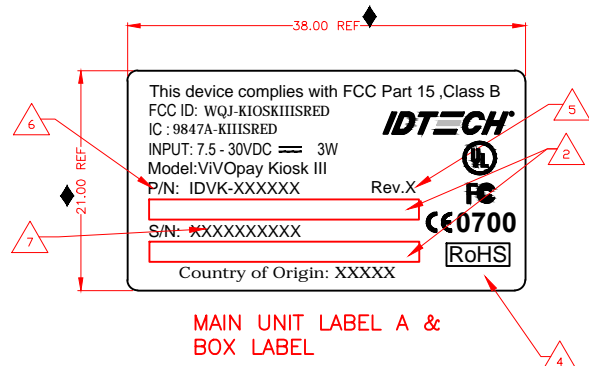 38.00 REF
This device complies with FCC Part 15 ,Class B
FCC ID: WQJ-KIOSKIIISRED
IC : 9847A-KIIISRED
IDTECH
INPUT: 7.5 - 30VDC 3W
Model:ViVOpay Kiosk III
UL
P/N: IDVK-XXXXXX Rev.X
FC
S/N: XXXXXXXXXX
CE0700
RoHS
Country of Origin: XXXXX
21.00 REF
6
5
2
7
4
MAIN UNIT LABEL A &
BOX LABEL